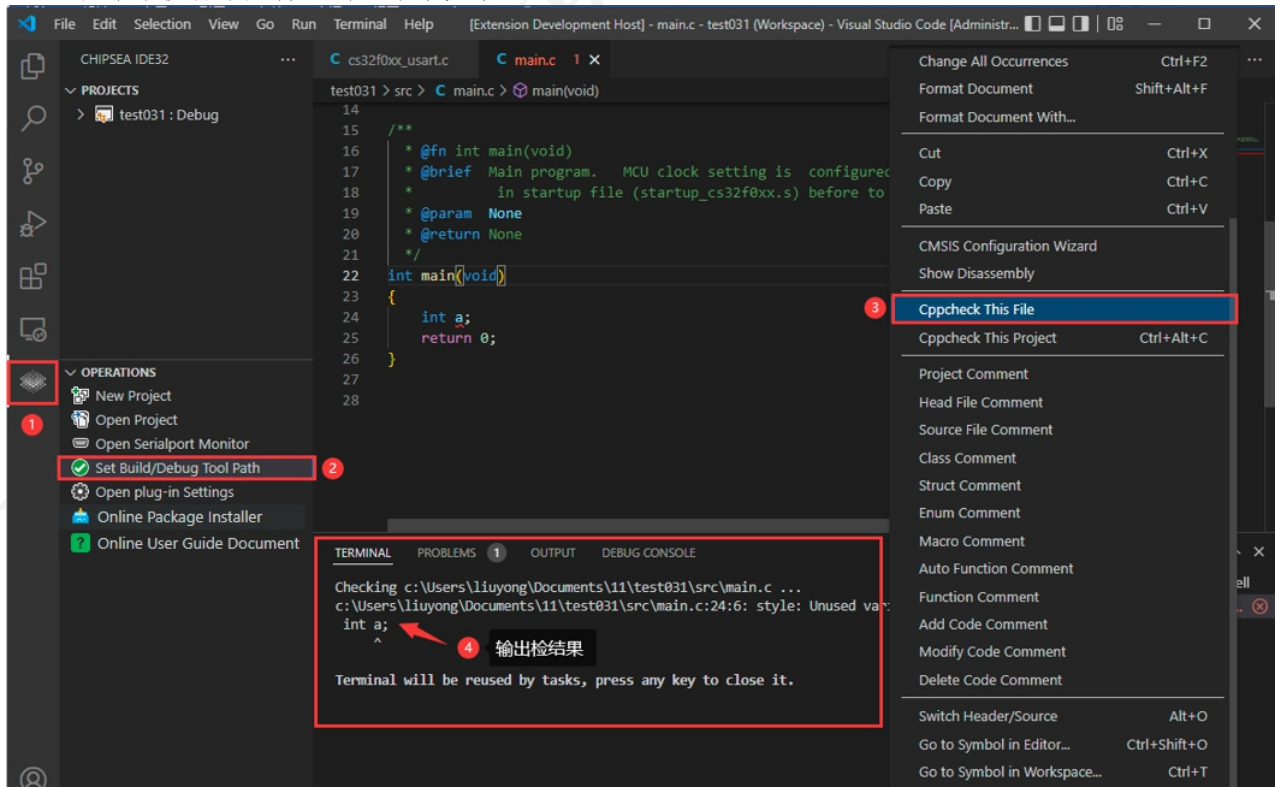 File Edit Selection View Go Run Terminal Help [Extension Development Host] - main.c - test031 (Workspace) - Visual Studio Code [Administr...
CHIPSEA IDE32 ...
PROJECTS
test031 : Debug
OPERATIONS
New Project
Open Project
Open Serialport Monitor
Set Build/Debug Tool Path
Open plug-in Settings
Online Package Installer
? Online User Guide Document
1
2
C cs32f0xx_usart.c
C main.c 1
test031 > src > C main.c > main(void)
14
15 /**
16 * @fn int main(void)
17 * @brief Main program. MCU clock setting is configured
18 * in startup file (startup_cs32f0xx.s) before to
19 * @param None
20 * @return None
21 */
22 int main(void)
23 {
24 int a;
25 return 0;
26 }
27
28
TERMINAL PROBLEMS 1 OUTPUT DEBUG CONSOLE
Checking c:\Users\liuyong\Documents\11\test031\src\main.c ...
c:\Users\liuyong\Documents\11\test031\src\main.c:24:6: style: Unused var
int a;
^
4 输出检结果
Terminal will be reused by tasks, press any key to close it.
Change All Occurrences Ctrl+F2
Format Document Shift+Alt+F
Format Document With...
Cut Ctrl+X
Copy Ctrl+C
Paste Ctrl+V
CMSIS Configuration Wizard
Show Disassembly
3 Cppcheck This File
Cppcheck This Project Ctrl+Alt+C
Project Comment
Head File Comment
Source File Comment
Class Comment
Struct Comment
Enum Comment
Macro Comment
Auto Function Comment
Function Comment
Add Code Comment
Modify Code Comment
Delete Code Comment
Switch Header/Source Alt+O
Go to Symbol in Editor... Ctrl+Shift+O
Go to Symbol in Workspace... Ctrl+T
...
ell